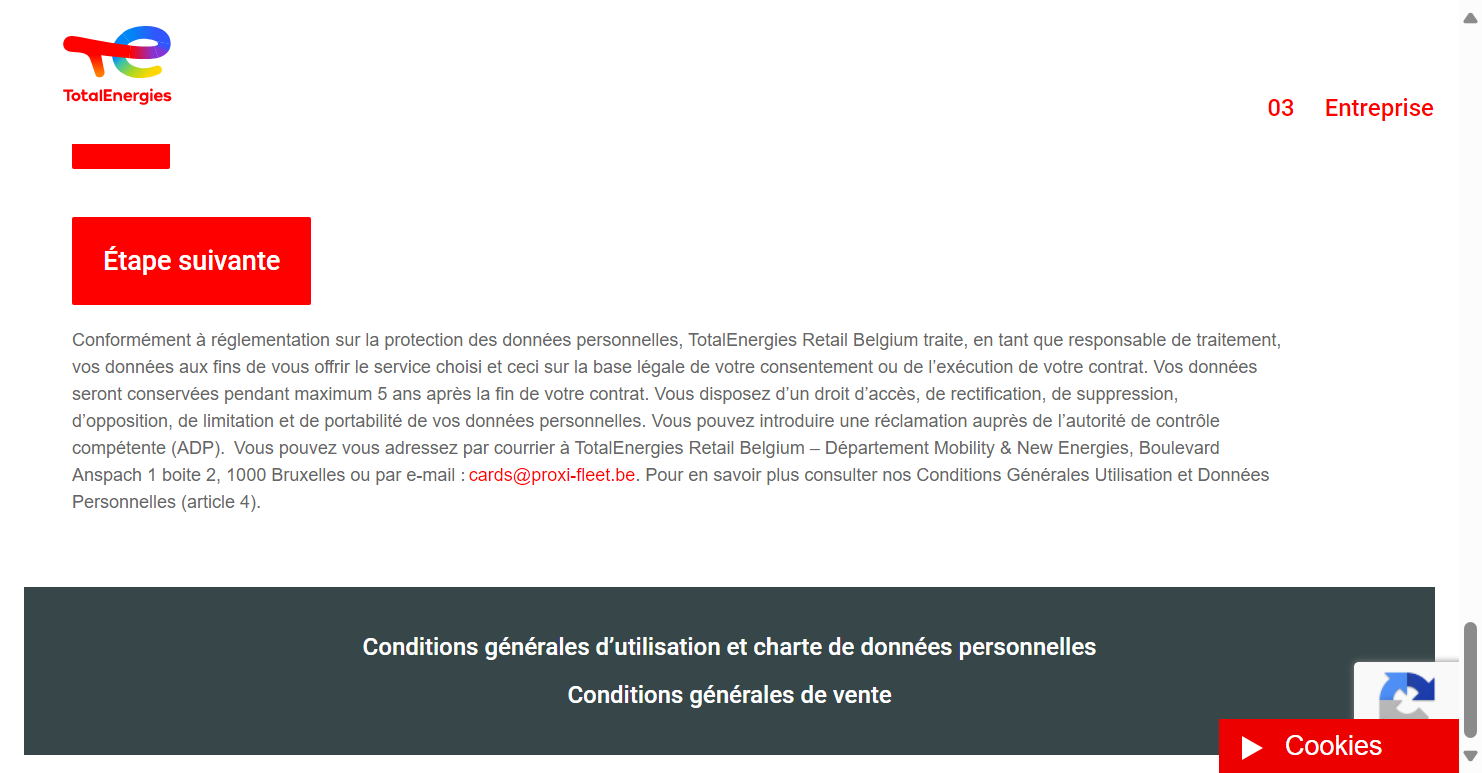 TotalEnergies
03 Entreprise
Étape suivante
Conformément à réglementation sur la protection des données personnelles, TotalEnergies Retail Belgium traite, en tant que responsable de traitement,
vos données aux fins de vous offrir le service choisi et ceci sur la base légale de votre consentement ou de l’exécution de votre contrat. Vos données
seront conservées pendant maximum 5 ans après la fin de votre contrat. Vous disposez d’un droit d’accès, de rectification, de suppression,
d’opposition, de limitation et de portabilité de vos données personnelles. Vous pouvez introduire une réclamation auprès de l’autorité de contrôle
compétente (ADP).  Vous pouvez vous adressez par courrier à TotalEnergies Retail Belgium – Département Mobility & New Energies, Boulevard
Anspach 1 boite 2, 1000 Bruxelles ou par e-mail : cards@proxi-fleet.be. Pour en savoir plus consulter nos Conditions Générales Utilisation et Données
Personnelles (article 4).
Conditions générales d’utilisation et charte de données personnelles
Conditions générales de vente
Cookies